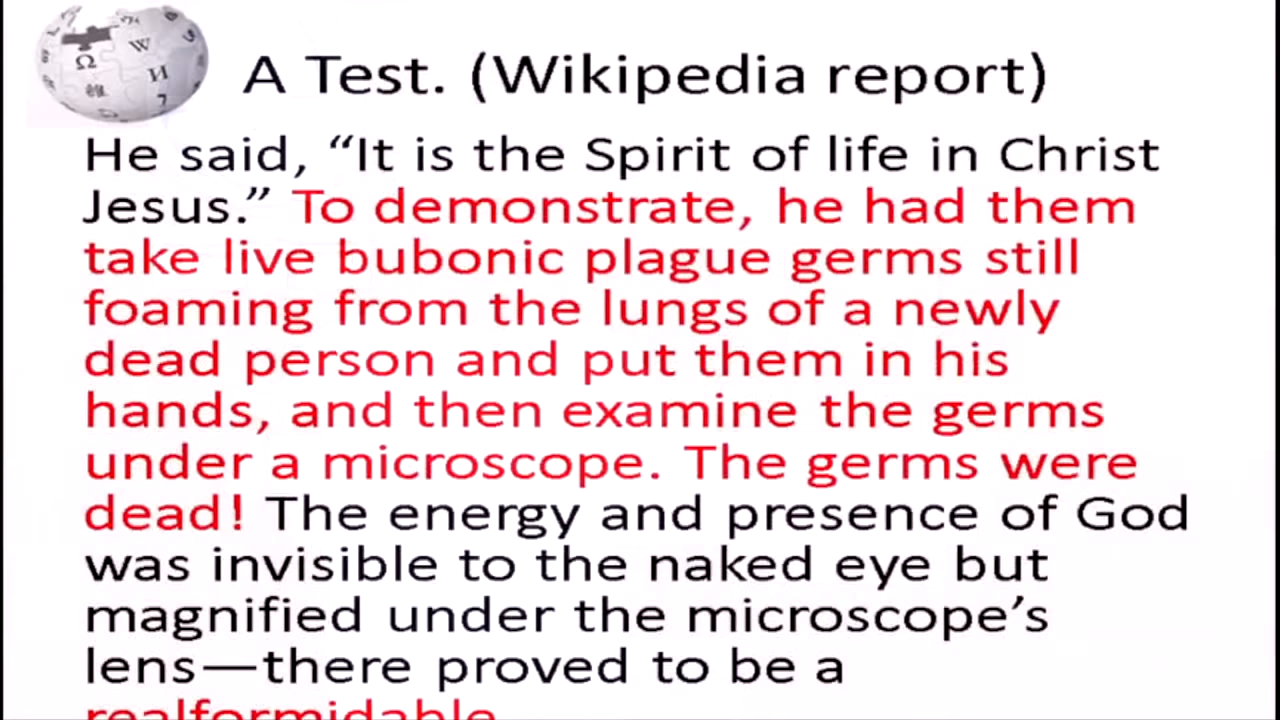 A Test. (Wikipedia report)
He said, “It is the Spirit of life in Christ
Jesus.” To demonstrate, he had them
take live bubonic plague germs still
foaming from the lungs of a newly
dead person and put them in his
hands, and then examine the germs
under a microscope. The germs were
dead! The energy and presence of God
was invisible to the naked eye but
magnified under the microscope’s
lens—there proved to be a
realformidable